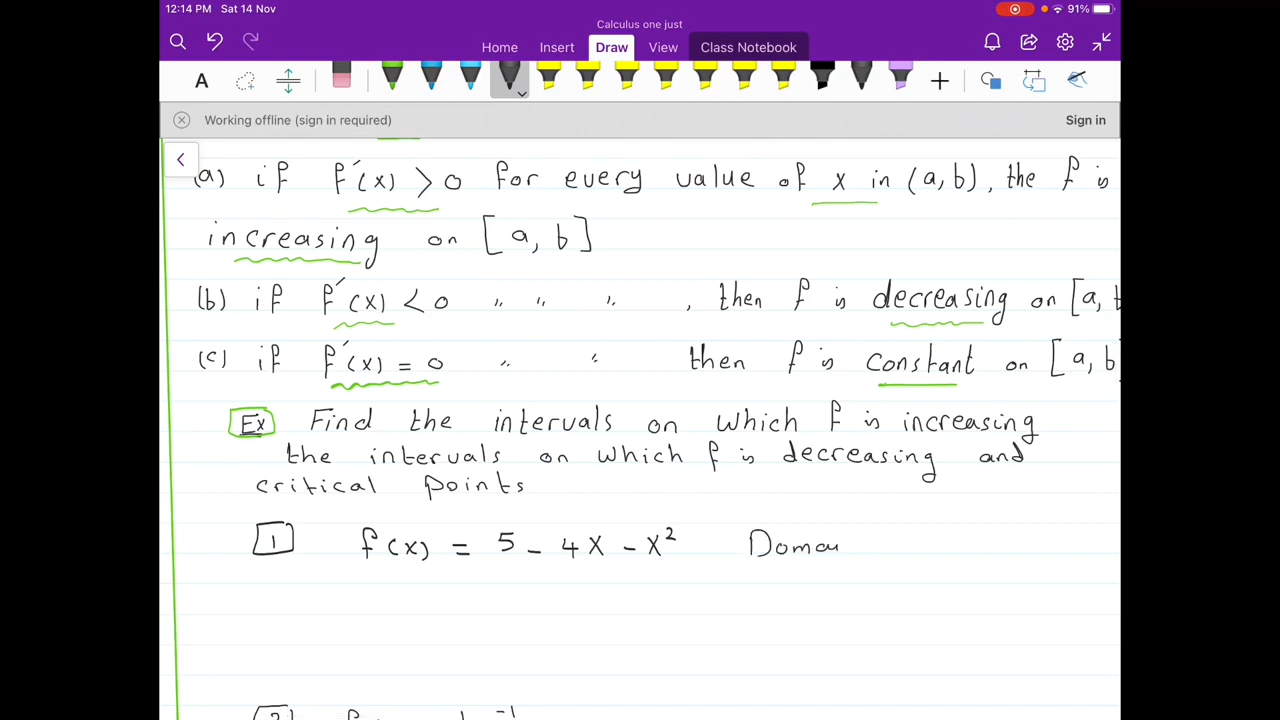 12:14 PM Sat 14 Nov
91%
Calculus one just
Home Insert Draw View Class Notebook
A
Working offline (sign in required) Sign in
(a) if f′(x) > 0 for every value of x in (a, b), the f is
increasing on [a, b]
(b) if f′(x) < 0 " " " , then f is decreasing on [a, b
(c) if f′(x) = 0 " " then f is constant on [a, b
Ex Find the intervals on which f is increasing
the intervals on which f is decreasing and
critical points
1 f(x) = 5 - 4x - x² Domai